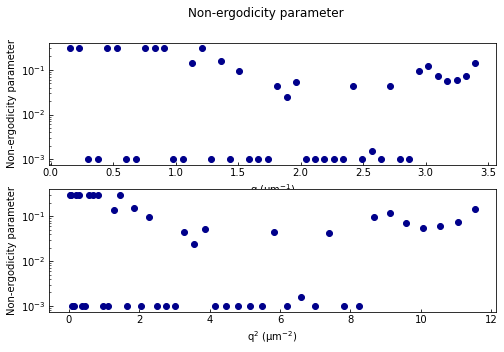 Non-ergodicity parameter
Non-ergodicity parameter
10⁻¹
10⁻²
10⁻³
0.0 0.5 1.0 1.5 2.0 2.5 3.0 3.5
q (µm⁻¹)
Non-ergodicity parameter
10⁻¹
10⁻²
10⁻³
0 2 4 6 8 10 12
q² (µm⁻²)